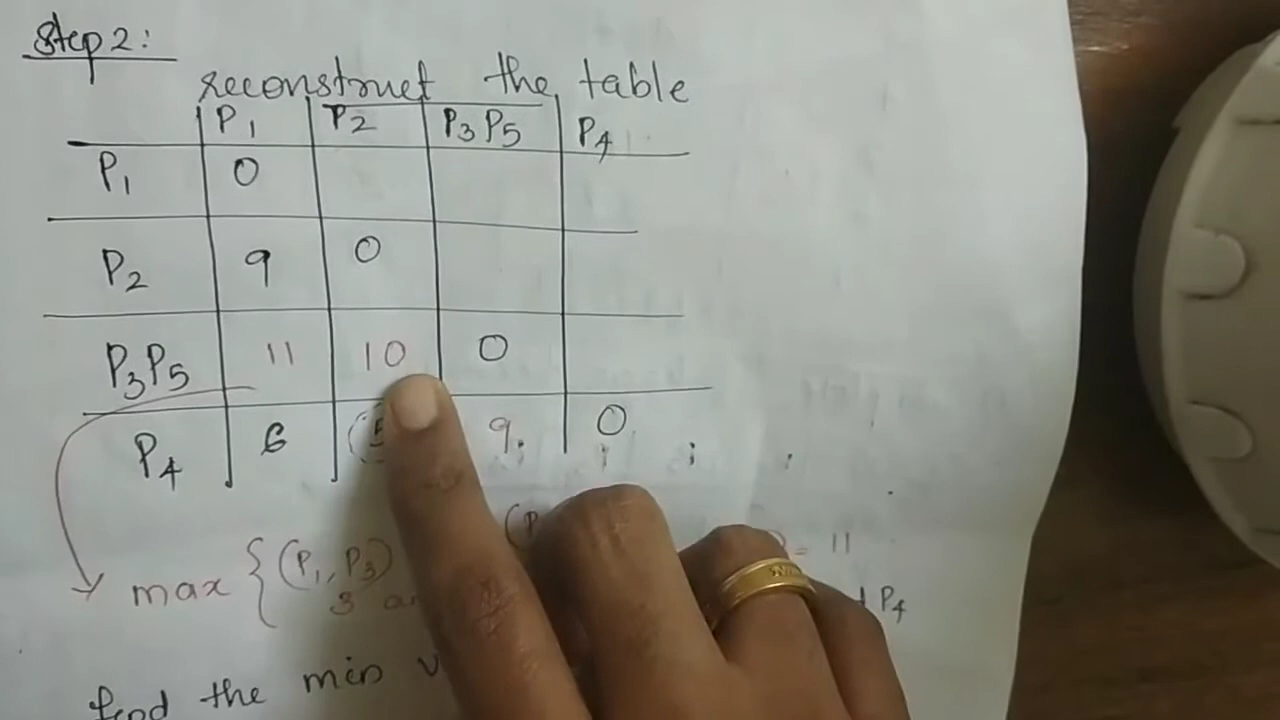 Step 2:
reconstruct the table
P1 P2 P3P5 P4
P1 0
P2 9 0
P3P5 11 10 0
P4 6 9. 0
max {(P1, P3) = 11
3 P4
find the min